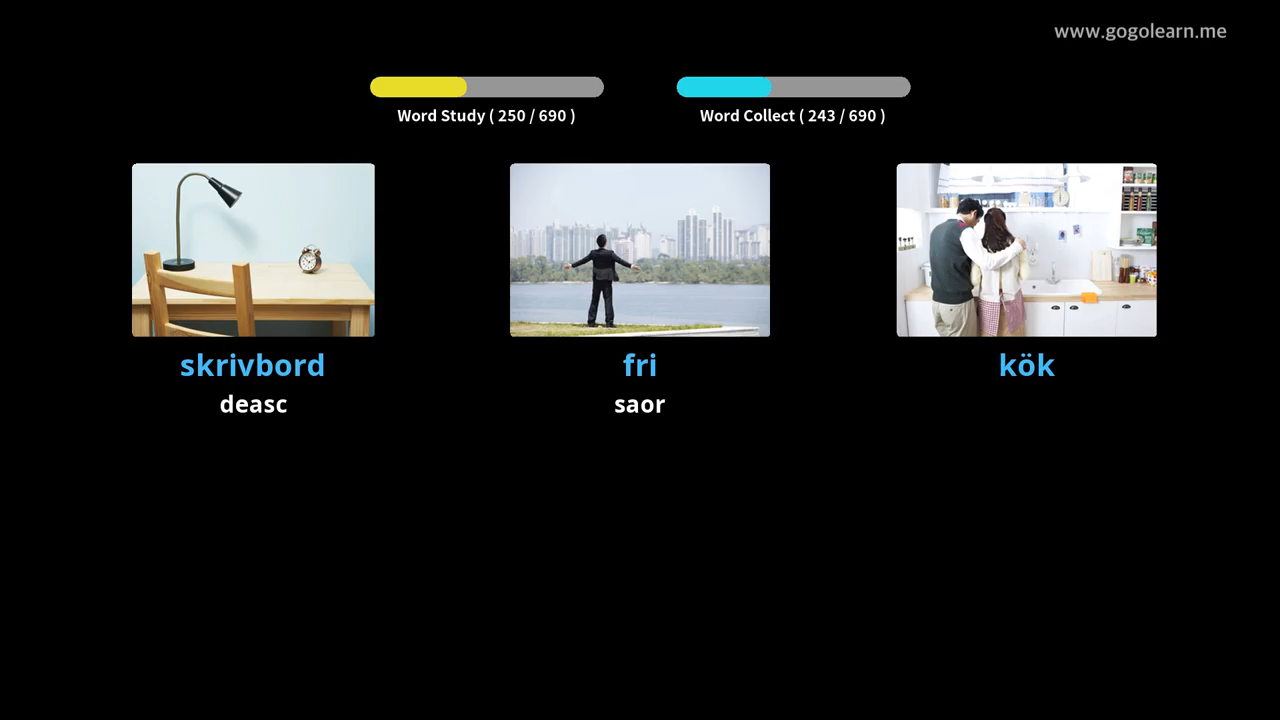 www.gogolearn.me
Word Study ( 250 / 690 )
Word Collect ( 243 / 690 )
skrivbord
deasc
fri
saor
kök